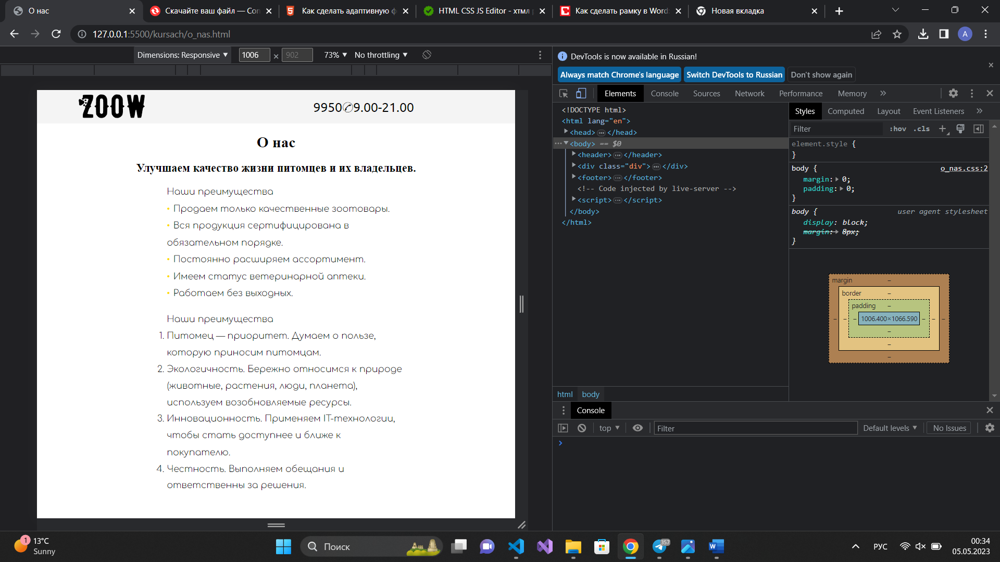 О нас
Скачайте ваш файл — Con
Как сделать адаптивную ф
HTML CSS JS Editor - хтмл р
Как сделать рамку в Word
Новая вкладка
127.0.0.1:5500/kursach/o_nas.html
A
Dimensions: Responsive
1006
×
902
73%
No throttling
ZOOW
9950✆9.00-21.00
О нас
Улучшаем качество жизни питомцев и их владельцев.
Наши преимущества
• Продаем только качественные зоотовары.
• Вся продукция сертифицирована в
обязательном порядке.
• Постоянно расширяем ассортимент.
• Имеем статус ветеринарной аптеки.
• Работаем без выходных.
Наши преимущества
1. Питомец — приоритет. Думаем о пользе,
которую приносим питомцам.
2. Экологичность. Бережно относимся к природе
(животные, растения, люди, планета),
используем возобновляемые ресурсы.
3. Инновационность. Применяем IT-технологии,
чтобы стать доступнее и ближе к
покупателю.
4. Честность. Выполняем обещания и
ответственны за решения.
DevTools is now available in Russian!
Always match Chrome's language
Switch DevTools to Russian
Don't show again
Elements
Console
Sources
Network
Performance
Memory
<!DOCTYPE html>
<html lang="en">
<head>…</head>
<body> == $0
<header>…</header>
<div class="div">…</div>
<footer>…</footer>
<!-- Code injected by live-server -->
<script>…</script>
</body>
</html>
html
body
Styles
Computed
Layout
Event Listeners
Filter
:hov
.cls
element.style {
}
body {
o_nas.css:2
margin: 0;
padding: 0;
}
body {
user agent stylesheet
display: block;
margin: 8px;
}
margin
–
border
–
padding
–
– – – 1006.400×1066.590 – – –
–
–
–
Console
top
Filter
Default levels
No Issues
1
13°C
Sunny
Поиск
357
РУС
00:34
05.05.2023